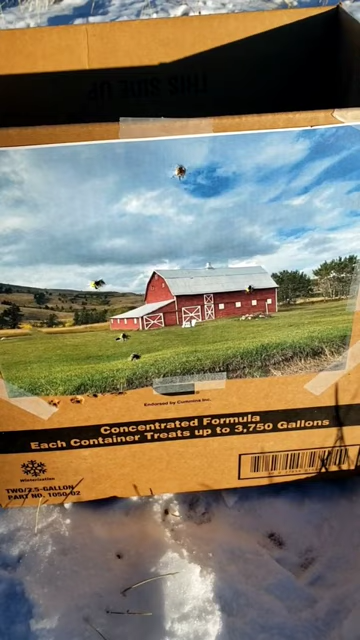 THIS SIDE UP
Endorsed by Cummins Inc.
Concentrated Formula
Each Container Treats up to 3,750 Gallons
Winterization
TWO/2.5-GALLON
PART NO. 1050-02